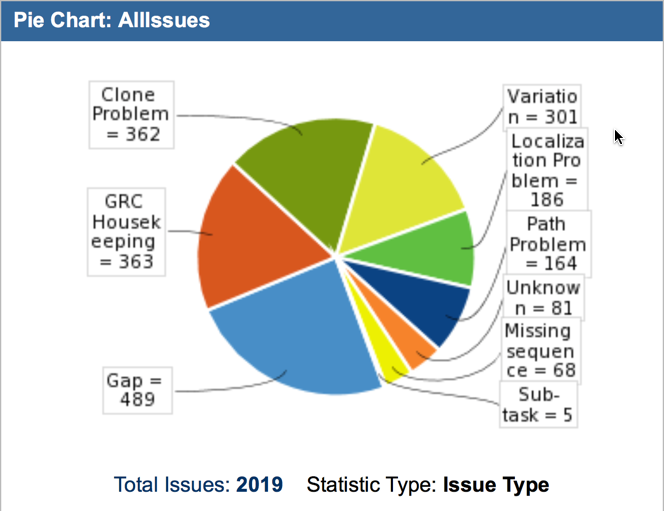 Pie Chart: AllIssues
Clone
Problem
= 362
GRC
Housek
eeping
= 363
Gap =
489
Variatio
n = 301
Localiza
tion Pro
blem =
186
Path
Problem
= 164
Unknow
n = 81
Missing
sequen
ce = 68
Sub-
task = 5
Total Issues: 2019 Statistic Type: Issue Type